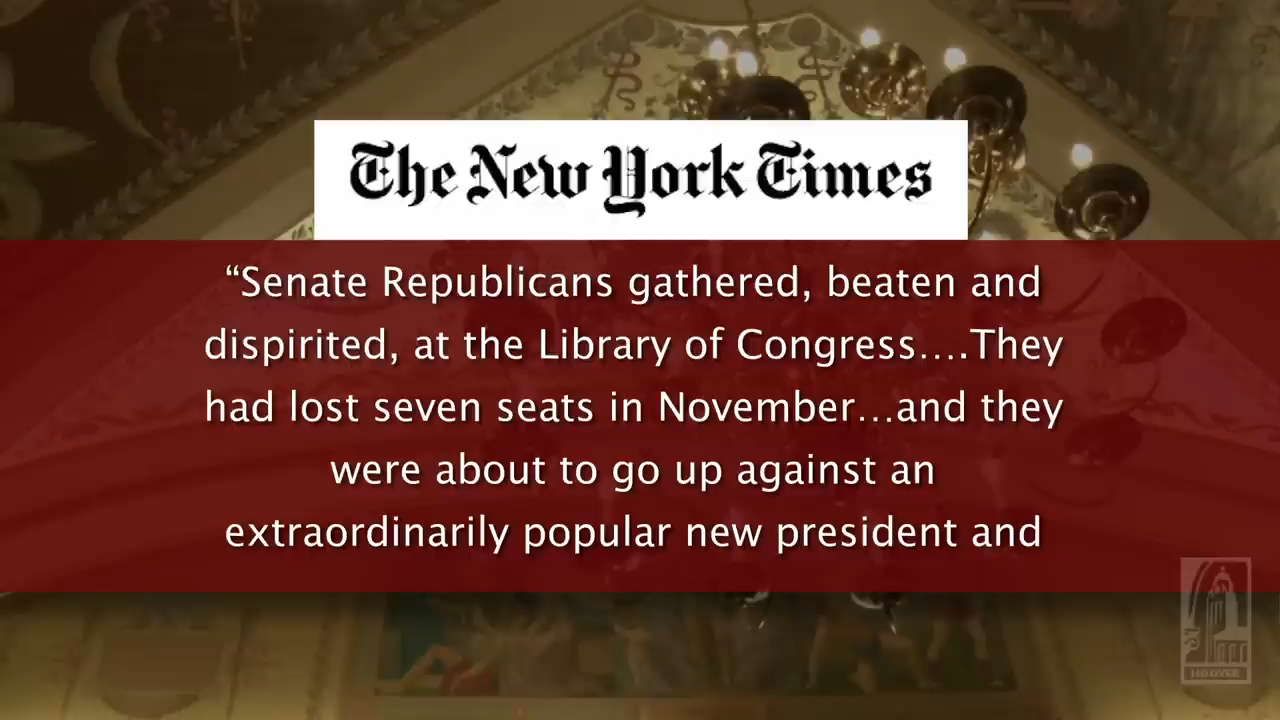 The New York Times
“Senate Republicans gathered, beaten and
dispirited, at the Library of Congress….They
had lost seven seats in November…and they
were about to go up against an
extraordinarily popular new president and
HOOVER